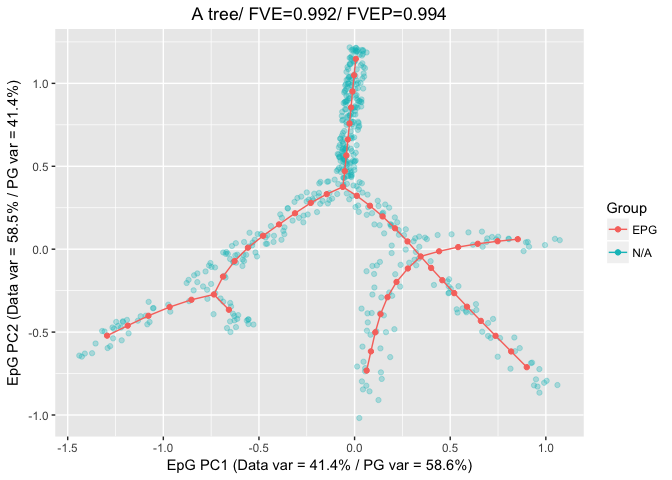 A tree/ FVE=0.992/ FVEP=0.994
EpG PC2 (Data var = 58.5% / PG var = 41.4%)
1.0
0.5
0.0
-0.5
-1.0
-1.5 -1.0 -0.5 0.0 0.5 1.0
EpG PC1 (Data var = 41.4% / PG var = 58.6%)
Group
EPG
N/A